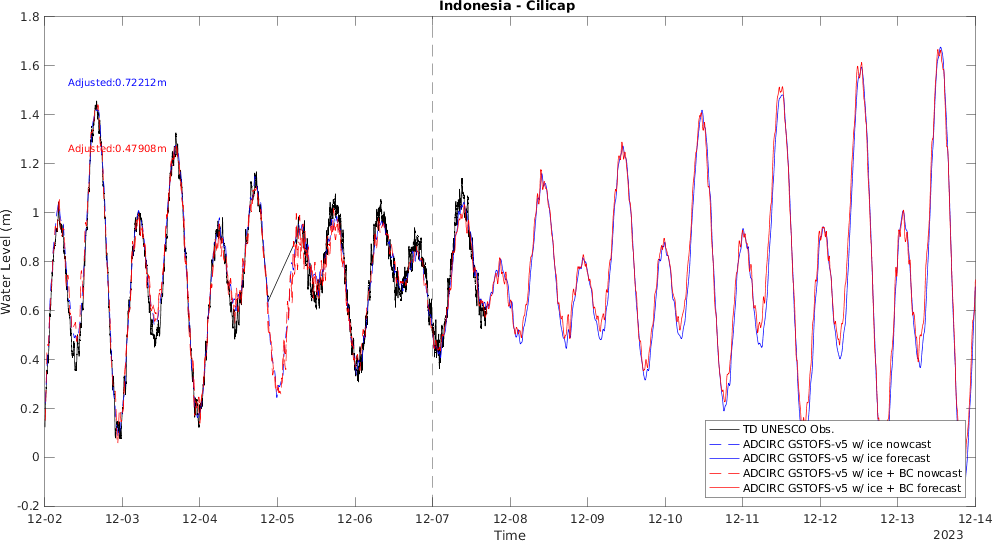 Indonesia - Cilicap
1.8
1.6
1.4
1.2
1
0.8
0.6
0.4
0.2
0
-0.2
Water Level (m)
Adjusted:0.72212m
Adjusted:0.47908m
TD UNESCO Obs.
ADCIRC GSTOFS-v5 w/ ice nowcast
ADCIRC GSTOFS-v5 w/ ice forecast
ADCIRC GSTOFS-v5 w/ ice + BC nowcast
ADCIRC GSTOFS-v5 w/ ice + BC forecast
12-02 12-03 12-04 12-05 12-06 12-07 12-08 12-09 12-10 12-11 12-12 12-13 12-14
Time
2023